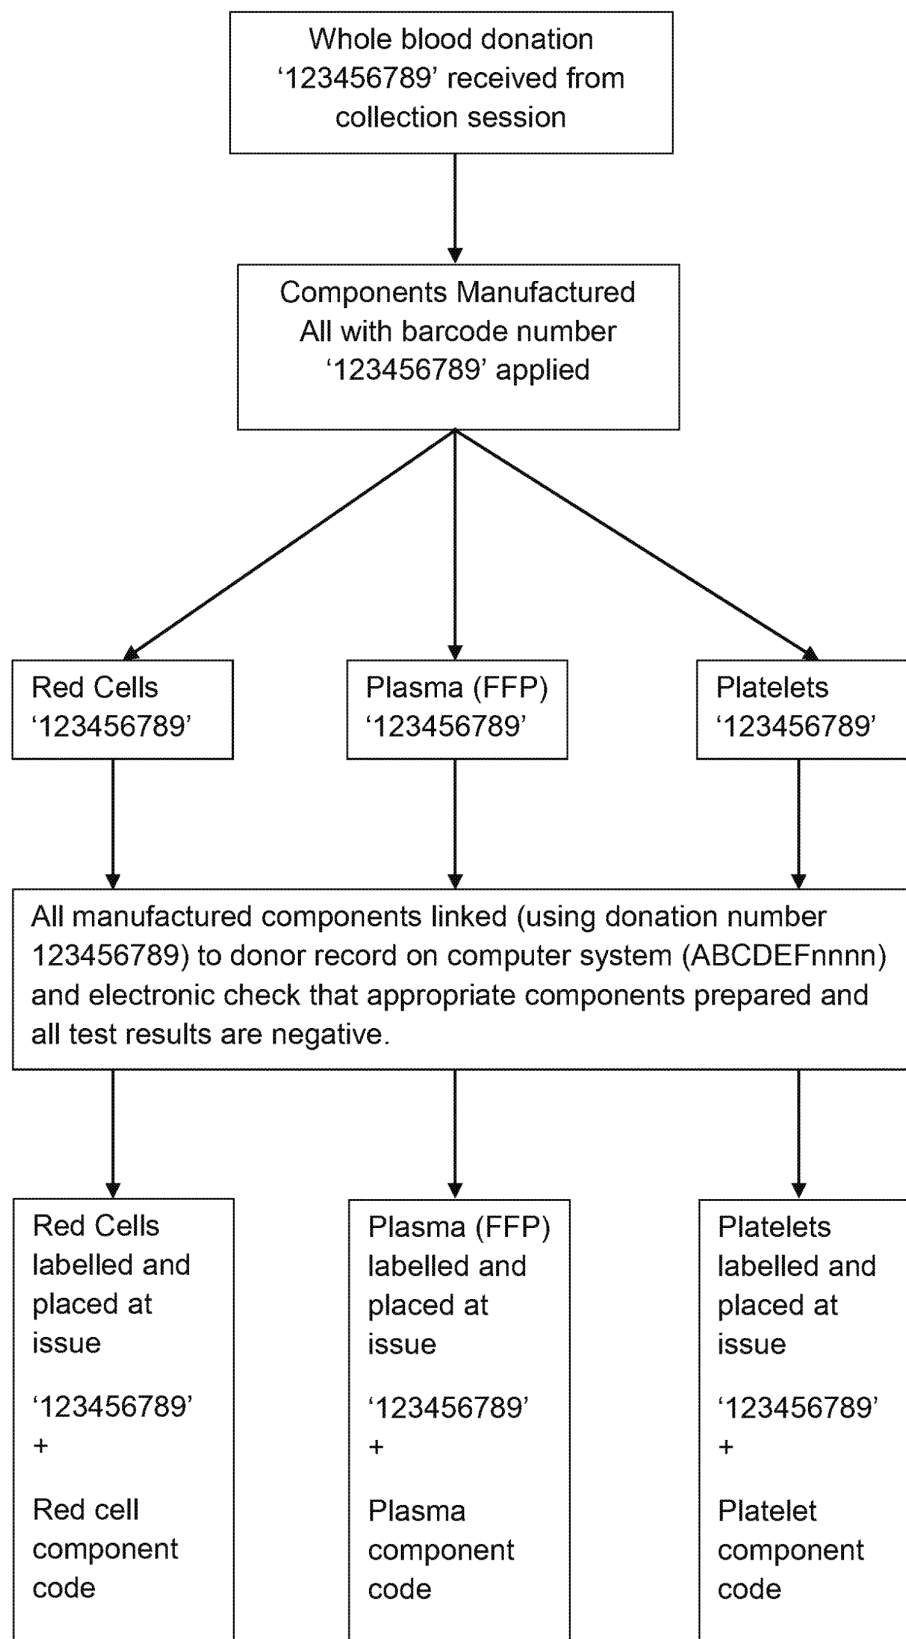 Whole blood donation
‘123456789’ received from
collection session
Components Manufactured
All with barcode number
‘123456789’ applied
Red Cells
‘123456789’
Plasma (FFP)
‘123456789’
Platelets
‘123456789’
All manufactured components linked (using donation number
123456789) to donor record on computer system (ABCDEFnnnn)
and electronic check that appropriate components prepared and
all test results are negative.
Red Cells
labelled and
placed at
issue
‘123456789’
+
Red cell
component
code
Plasma (FFP)
labelled and
placed at
issue
‘123456789’
+
Plasma
component
code
Platelets
labelled and
placed at
issue
‘123456789’
+
Platelet
component
code